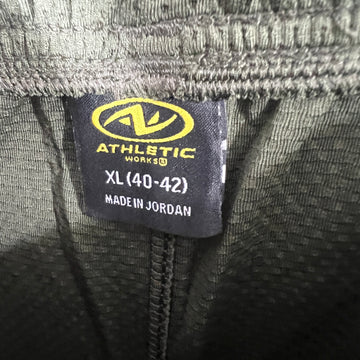 ATHLETIC
WORKS
XL (40-42)
MADE IN JORDAN